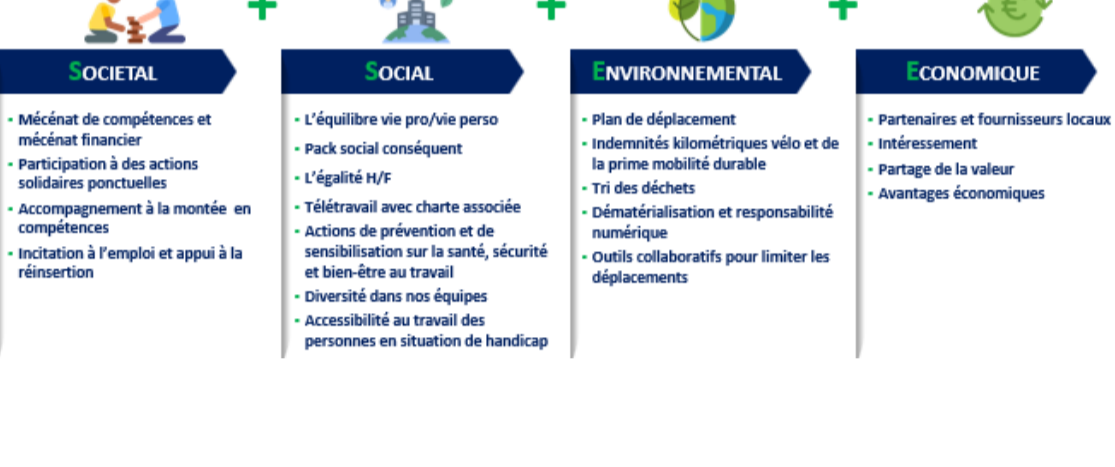 SOCIETAL
- Mécénat de compétences et
mécénat financier
- Participation à des actions
solidaires ponctuelles
- Accompagnement à la montée en
compétences
- Incitation à l'emploi et appui à la
réinsertion
SOCIAL
- L'équilibre vie pro/vie perso
- Pack social conséquent
- L'égalité H/F
- Télétravail avec charte associée
- Actions de prévention et de
sensibilisation sur la santé, sécurité
et bien-être au travail
- Diversité dans nos équipes
- Accessibilité au travail des
personnes en situation de handicap
ENVIRONNEMENTAL
- Plan de déplacement
- Indemnités kilométriques vélo et de
la prime mobilité durable
- Tri des déchets
- Dématérialisation et responsabilité
numérique
- Outils collaboratifs pour limiter les
déplacements
ECONOMIQUE
- Partenaires et fournisseurs locaux
- Intéressement
- Partage de la valeur
- Avantages économiques